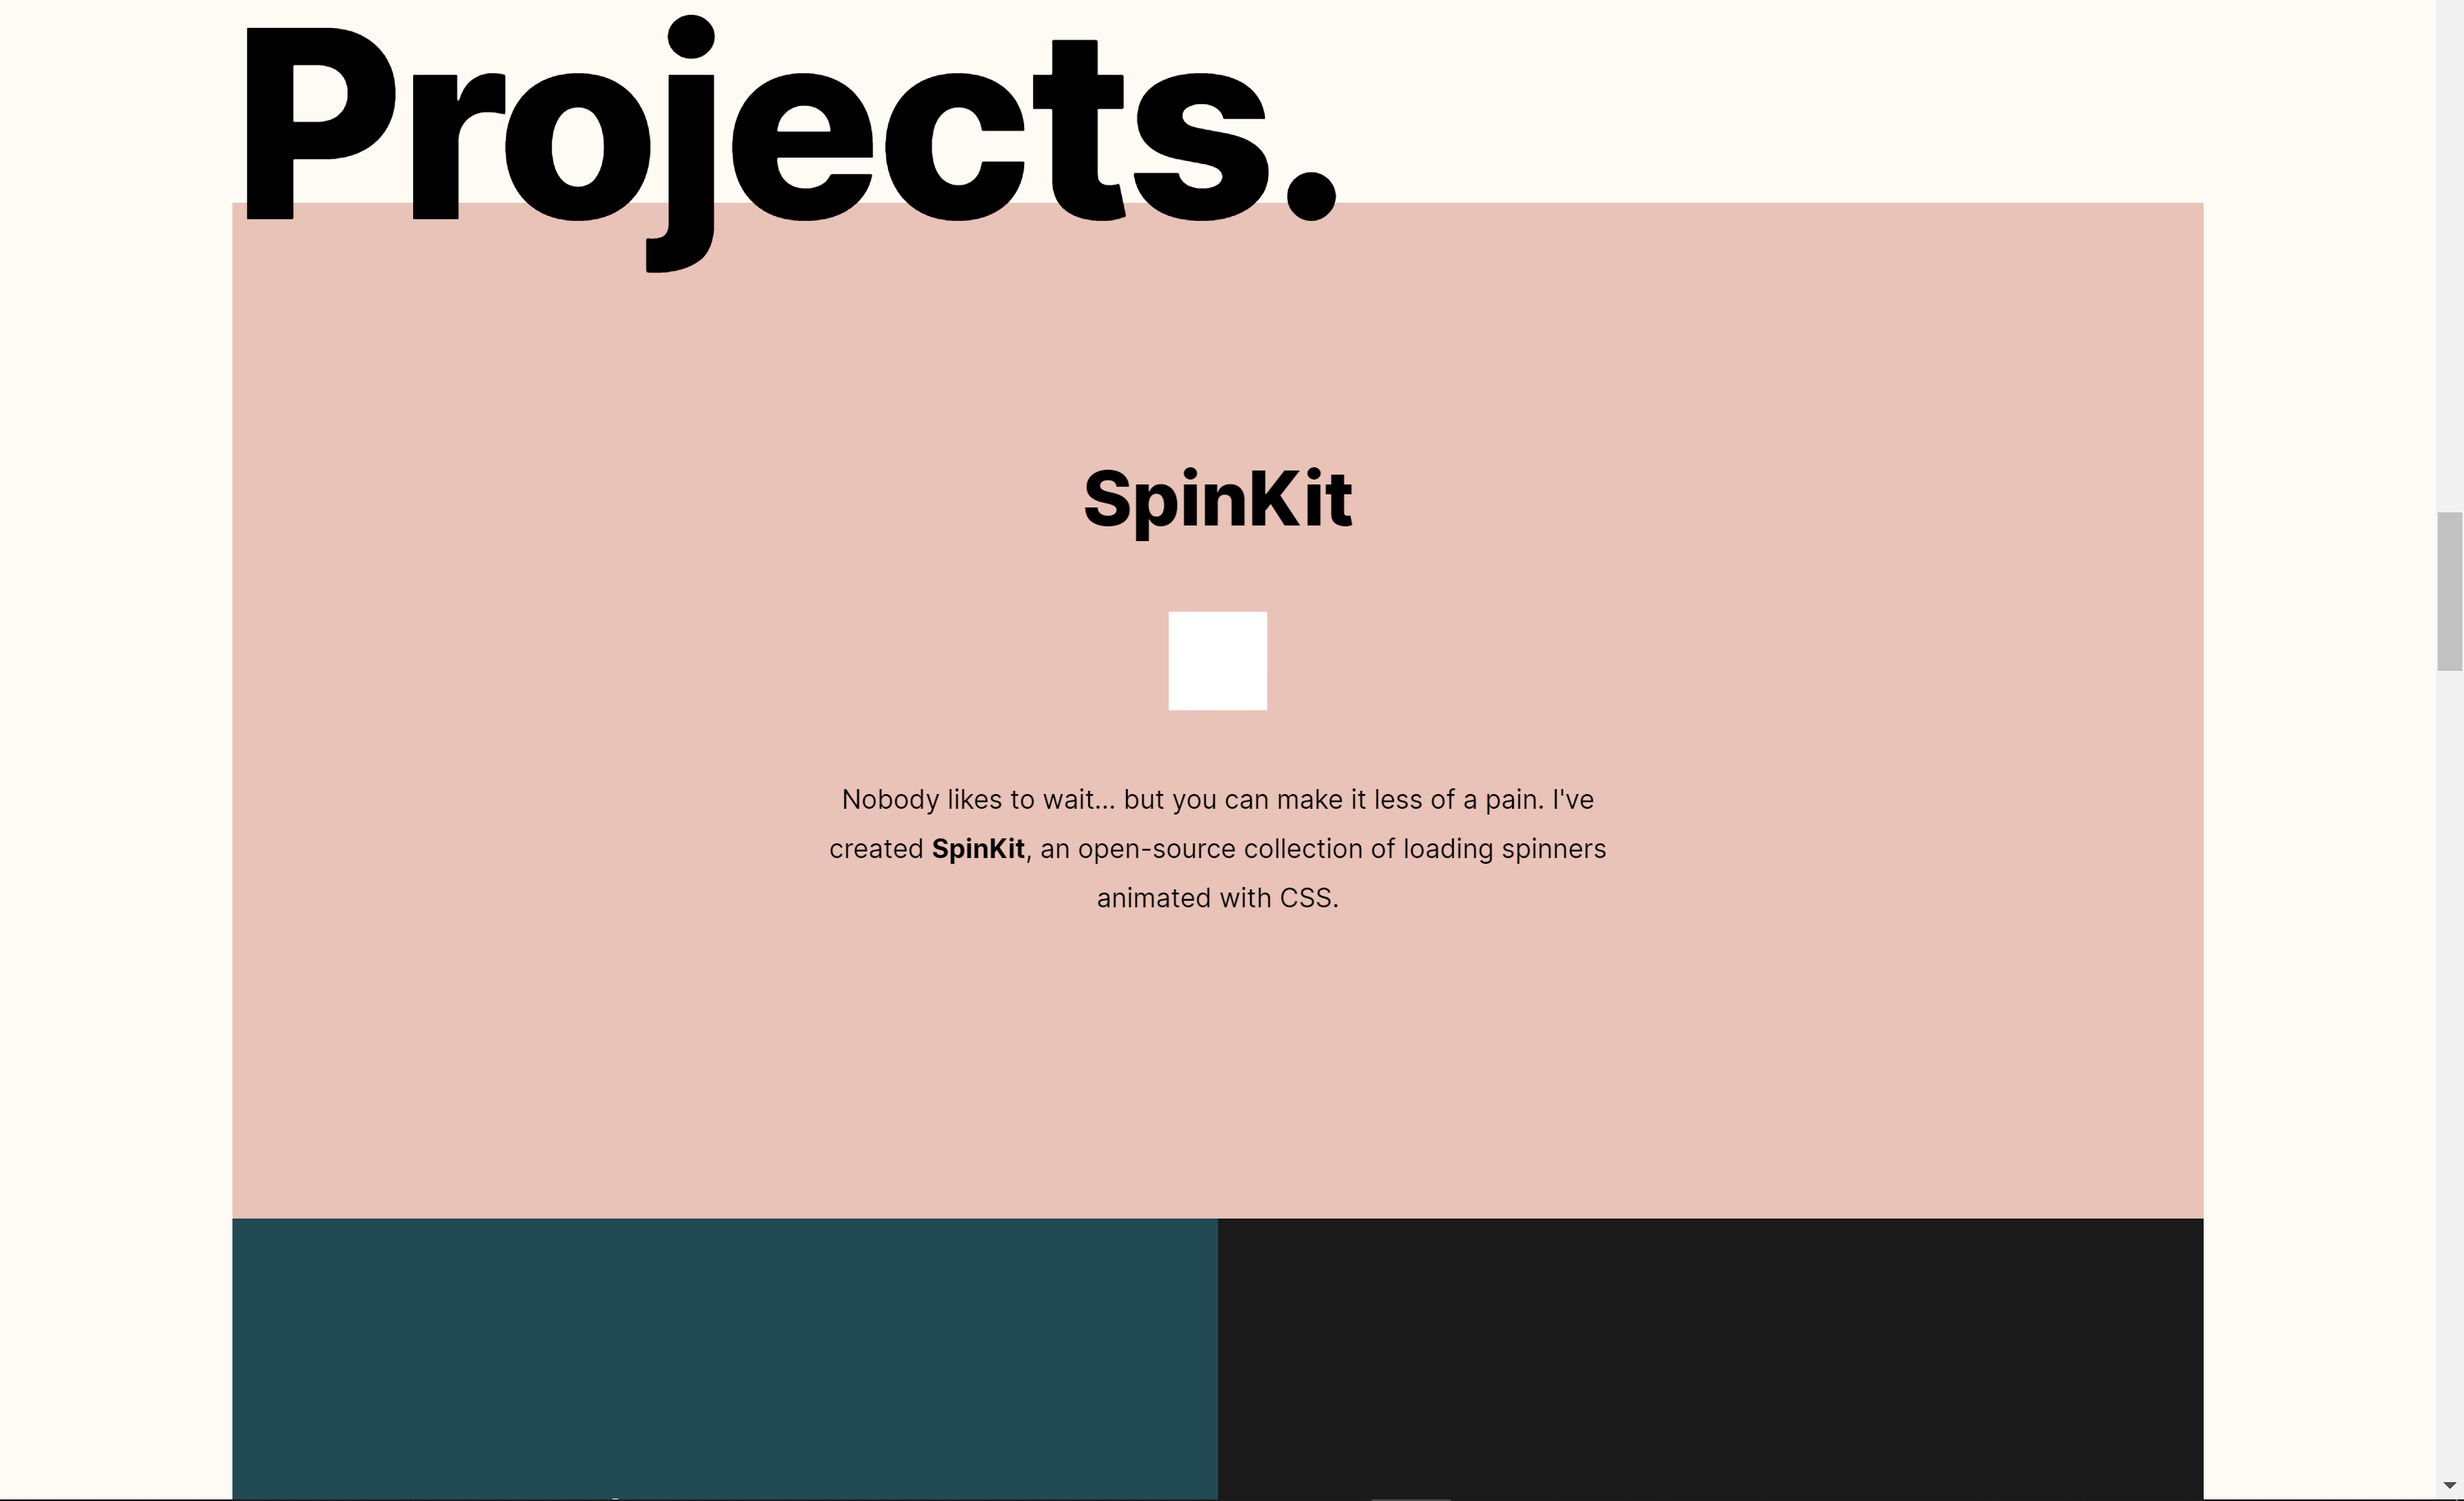 Projects.
SpinKit
Nobody likes to wait... but you can make it less of a pain. I've
created SpinKit, an open-source collection of loading spinners
animated with CSS.